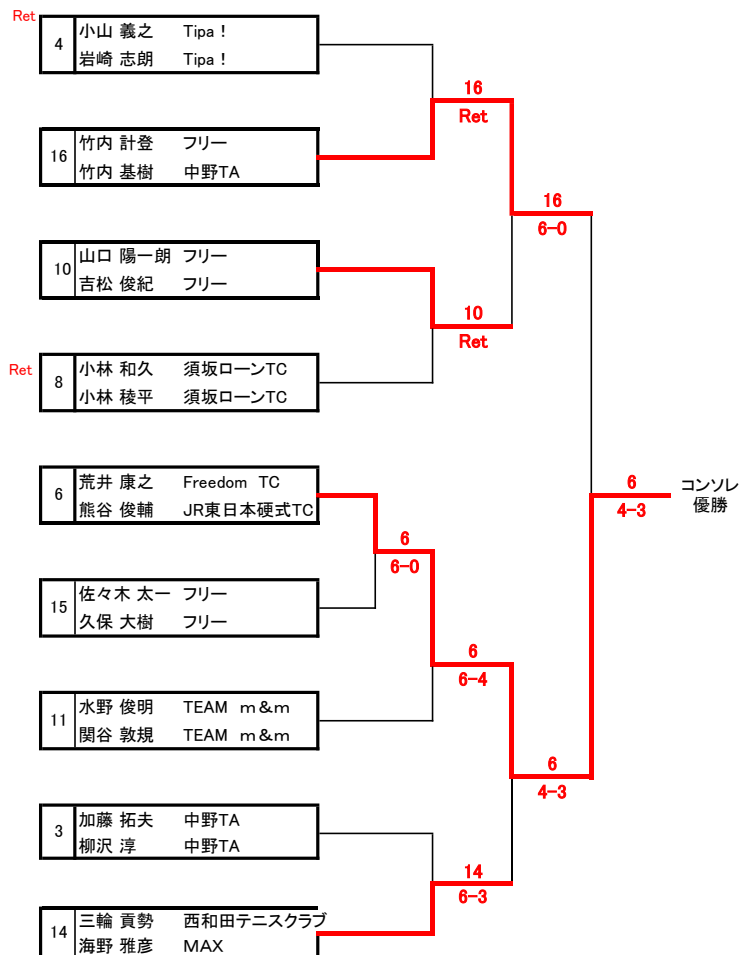 Ret
4 小山 義之 Tipa！
岩崎 志朗 Tipa！
16
Ret
16 竹内 計登 フリー
竹内 基樹 中野TA
16
6-0
10 山口 陽一朗 フリー
吉松 俊紀 フリー
10
Ret
Ret
8 小林 和久 須坂ローンTC
小林 稜平 須坂ローンTC
6 荒井 康之 Freedom TC
熊谷 俊輔 JR東日本硬式TC
6
4-3
コンソレ
優勝
6
6-0
15 佐々木 太一 フリー
久保 大樹 フリー
6
6-4
11 水野 俊明 TEAM ｍ＆ｍ
関谷 敦規 TEAM ｍ＆ｍ
6
4-3
3 加藤 拓夫 中野TA
柳沢 淳 中野TA
14
6-3
14 三輪 貢勢 西和田テニスクラブ
海野 雅彦 MAX